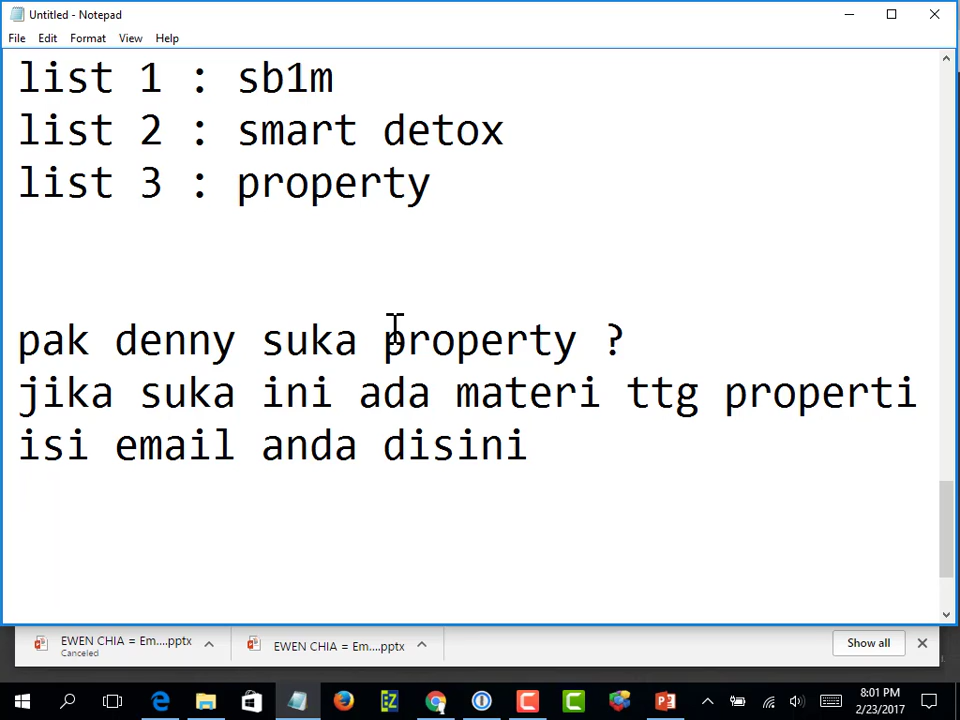 Untitled - Notepad
File Edit Format View Help
list 1 : sb1m
list 2 : smart detox
list 3 : property
pak denny suka property ?
jika suka ini ada materi ttg properti
isi email anda disini
EWEN CHIA = Em....pptx
Canceled
EWEN CHIA = Em....pptx
Show all
8:01 PM
2/23/2017